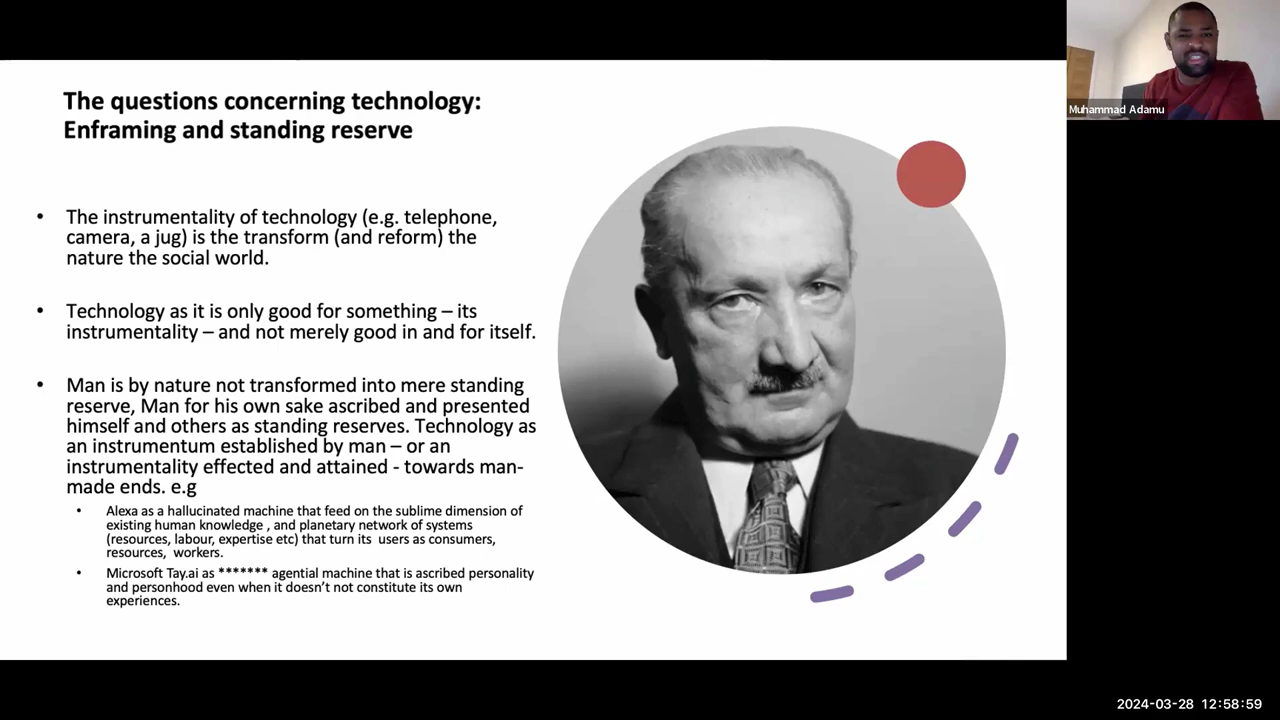 The questions concerning technology:
Enframing and standing reserve
• The instrumentality of technology (e.g. telephone,
camera, a jug) is the transform (and reform) the
nature the social world.
• Technology as it is only good for something – its
instrumentality – and not merely good in and for itself.
• Man is by nature not transformed into mere standing
reserve, Man for his own sake ascribed and presented
himself and others as standing reserves. Technology as
an instrumentum established by man – or an
instrumentality effected and attained - towards man-
made ends. e.g
• Alexa as a hallucinated machine that feed on the sublime dimension of
existing human knowledge , and planetary network of systems
(resources, labour, expertise etc) that turn its users as consumers,
resources, workers.
• Microsoft Tay.ai as ******* agential machine that is ascribed personality
and personhood even when it doesn’t not constitute its own
experiences.
Muhammad Adamu
2024-03-28 12:58:59